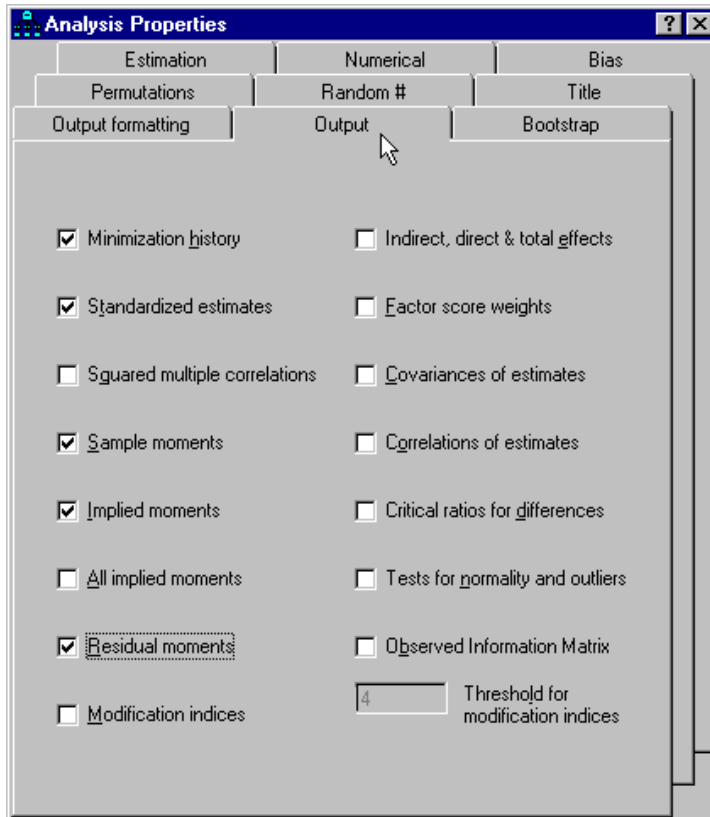 Analysis Properties
Estimation Numerical Bias
Permutations Random # Title
Output formatting Output Bootstrap
Minimization history
Indirect, direct & total effects
Standardized estimates
Factor score weights
Sguared multiple correlations
Covariances of estimates
Sample moments
Correlations of estimates
Implied moments
Critical ratios for differences
All implied moments
Tests for normality and outliers
Residual moments
Observed Information Matrix
Modification indices
4
Threshold for
modification indices